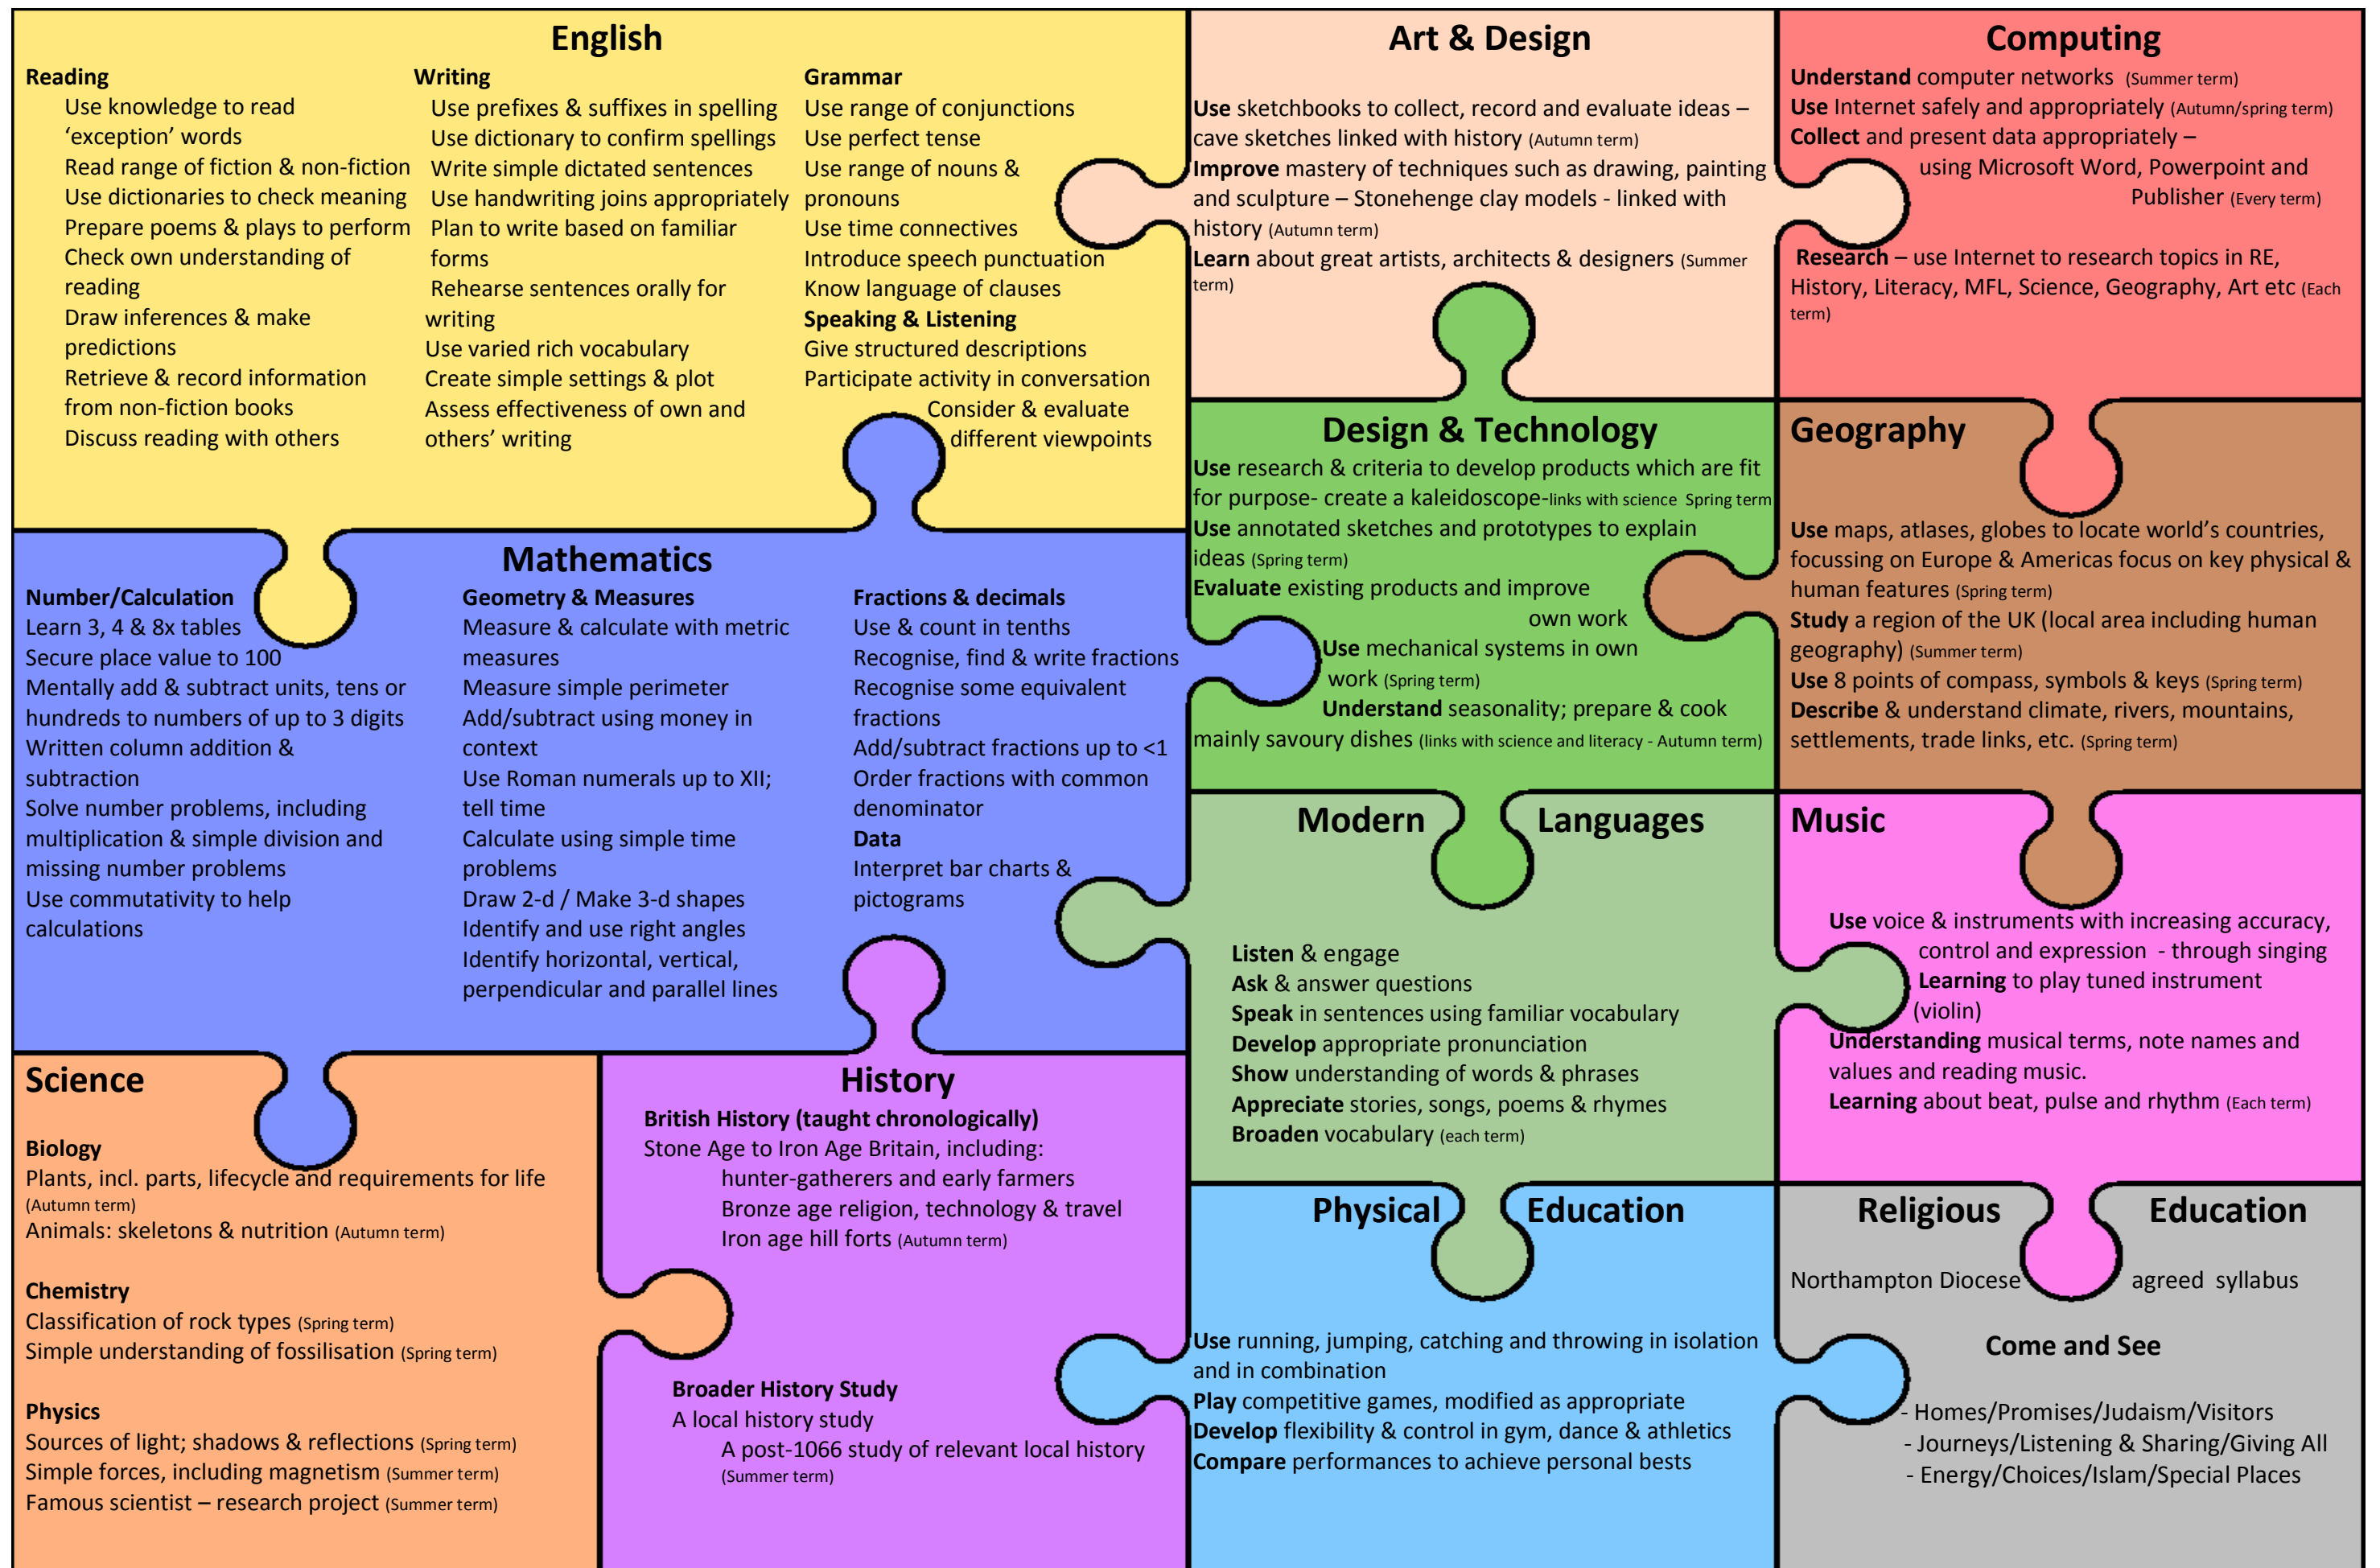 English
Reading
Use knowledge to read
‘exception’ words
Read range of fiction & non-fiction
Use dictionaries to check meaning
Prepare poems & plays to perform
Check own understanding of
reading
Draw inferences & make
predictions
Retrieve & record information
from non-fiction books
Discuss reading with others
Writing
Use prefixes & suffixes in spelling
Use dictionary to confirm spellings
Write simple dictated sentences
Use handwriting joins appropriately
Plan to write based on familiar
forms
Rehearse sentences orally for
writing
Use varied rich vocabulary
Create simple settings & plot
Assess effectiveness of own and
others’ writing
Grammar
Use range of conjunctions
Use perfect tense
Use range of nouns &
pronouns
Use time connectives
Introduce speech punctuation
Know language of clauses
Speaking & Listening
Give structured descriptions
Participate activity in conversation
Consider & evaluate
different viewpoints
Art & Design
Use sketchbooks to collect, record and evaluate ideas –
cave sketches linked with history (Autumn term)
Improve mastery of techniques such as drawing, painting
and sculpture – Stonehenge clay models - linked with
history (Autumn term)
Learn about great artists, architects & designers (Summer
term)
Computing
Understand computer networks (Summer term)
Use Internet safely and appropriately (Autumn/spring term)
Collect and present data appropriately –
using Microsoft Word, Powerpoint and
Publisher (Every term)
Research – use Internet to research topics in RE,
History, Literacy, MFL, Science, Geography, Art etc (Each
term)
Mathematics
Number/Calculation
Learn 3, 4 & 8x tables
Secure place value to 100
Mentally add & subtract units, tens or
hundreds to numbers of up to 3 digits
Written column addition &
subtraction
Solve number problems, including
multiplication & simple division and
missing number problems
Use commutativity to help
calculations
Geometry & Measures
Measure & calculate with metric
measures
Measure simple perimeter
Add/subtract using money in
context
Use Roman numerals up to XII;
tell time
Calculate using simple time
problems
Draw 2-d / Make 3-d shapes
Identify and use right angles
Identify horizontal, vertical,
perpendicular and parallel lines
Fractions & decimals
Use & count in tenths
Recognise, find & write fractions
Recognise some equivalent
fractions
Add/subtract fractions up to <1
Order fractions with common
denominator
Data
Interpret bar charts &
pictograms
Design & Technology
Use research & criteria to develop products which are fit
for purpose- create a kaleidoscope-links with science Spring term
Use annotated sketches and prototypes to explain
ideas (Spring term)
Evaluate existing products and improve
own work
Use mechanical systems in own
work (Spring term)
Understand seasonality; prepare & cook
mainly savoury dishes (links with science and literacy - Autumn term)
Geography
Use maps, atlases, globes to locate world’s countries,
focussing on Europe & Americas focus on key physical &
human features (Spring term)
Study a region of the UK (local area including human
geography) (Summer term)
Use 8 points of compass, symbols & keys (Spring term)
Describe & understand climate, rivers, mountains,
settlements, trade links, etc. (Spring term)
Modern Languages
Listen & engage
Ask & answer questions
Speak in sentences using familiar vocabulary
Develop appropriate pronunciation
Show understanding of words & phrases
Appreciate stories, songs, poems & rhymes
Broaden vocabulary (each term)
Music
Use voice & instruments with increasing accuracy,
control and expression - through singing
Learning to play tuned instrument
(violin)
Understanding musical terms, note names and
values and reading music.
Learning about beat, pulse and rhythm (Each term)
Science
Biology
Plants, incl. parts, lifecycle and requirements for life
(Autumn term)
Animals: skeletons & nutrition (Autumn term)
Chemistry
Classification of rock types (Spring term)
Simple understanding of fossilisation (Spring term)
Physics
Sources of light; shadows & reflections (Spring term)
Simple forces, including magnetism (Summer term)
Famous scientist – research project (Summer term)
History
British History (taught chronologically)
Stone Age to Iron Age Britain, including:
hunter-gatherers and early farmers
Bronze age religion, technology & travel
Iron age hill forts (Autumn term)
Broader History Study
A local history study
A post-1066 study of relevant local history
(Summer term)
Physical Education
Use running, jumping, catching and throwing in isolation
and in combination
Play competitive games, modified as appropriate
Develop flexibility & control in gym, dance & athletics
Compare performances to achieve personal bests
Religious Education
Northampton Diocese agreed syllabus
Come and See
- Homes/Promises/Judaism/Visitors
- Journeys/Listening & Sharing/Giving All
- Energy/Choices/Islam/Special Places